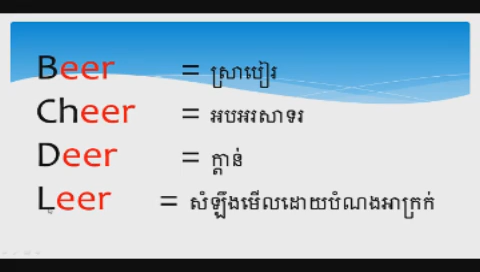 Beer = ស្រាបៀរ
Cheer = អបអរសាទរ
Deer = ក្តាន់
Leer = សំឡឹងមើលដោយបំណងអាក្រក់